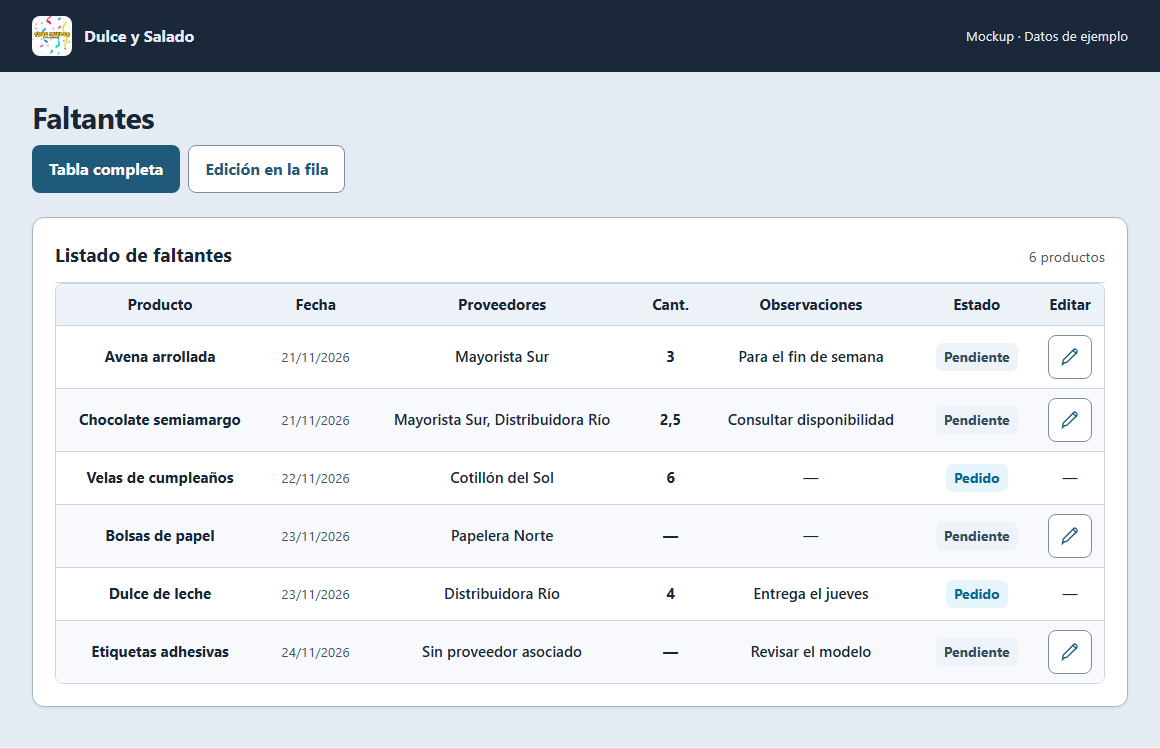 Dulce y Salado
Mockup · Datos de ejemplo
Faltantes
Tabla completa
Edición en la fila
Listado de faltantes
6 productos
Producto Fecha Proveedores Cant. Observaciones Estado Editar
Avena arrollada 21/11/2026 Mayorista Sur 3 Para el fin de semana Pendiente
Chocolate semiamargo 21/11/2026 Mayorista Sur, Distribuidora Río 2,5 Consultar disponibilidad Pendiente
Velas de cumpleaños 22/11/2026 Cotillón del Sol 6 — Pedido —
Bolsas de papel 23/11/2026 Papelera Norte — — Pendiente
Dulce de leche 23/11/2026 Distribuidora Río 4 Entrega el jueves Pedido —
Etiquetas adhesivas 24/11/2026 Sin proveedor asociado — Revisar el modelo Pendiente